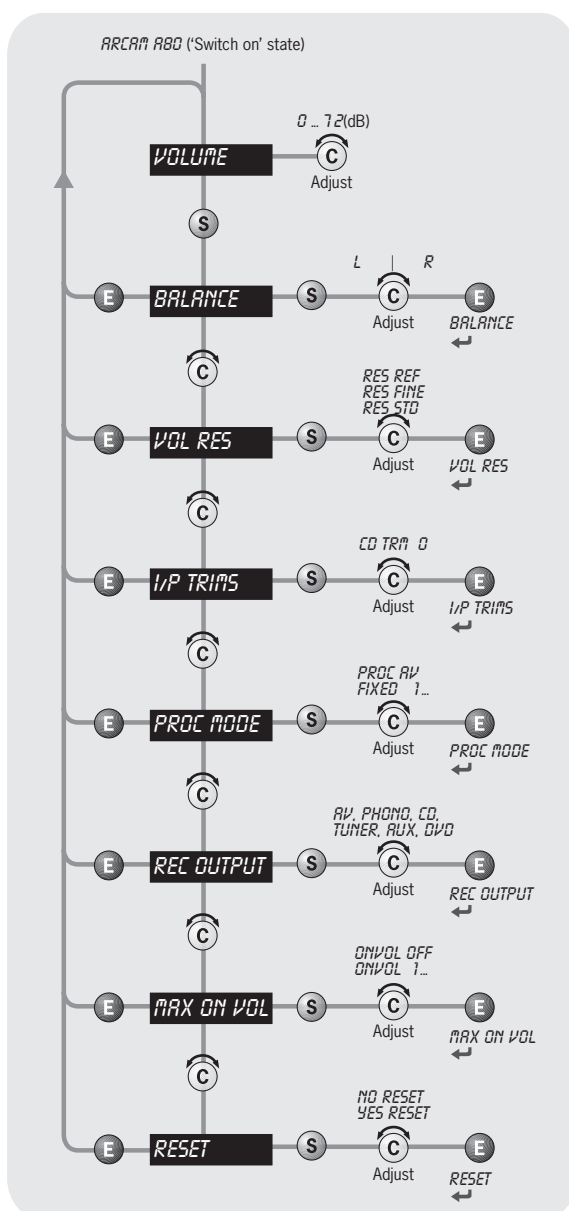 ARCAM A80 ('Switch on' state)
0 ... 72(dB)
VOLUME
C
Adjust
S
L | R
E
BALANCE
S
C
E
Adjust
BALANCE
C
RES REF
RES FINE
RES STD
E
VOL RES
S
C
E
Adjust
VOL RES
C
CD TRM 0
E
I/P TRIMS
S
C
E
Adjust
I/P TRIMS
C
PROC AV
FIXED 1...
E
PROC MODE
S
C
E
Adjust
PROC MODE
C
AV, PHONO, CD,
TUNER, AUX, DVD
E
REC OUTPUT
S
C
E
Adjust
REC OUTPUT
C
ONVOL OFF
ONVOL 1...
E
MAX ON VOL
S
C
E
Adjust
MAX ON VOL
C
NO RESET
YES RESET
E
RESET
S
C
E
Adjust
RESET